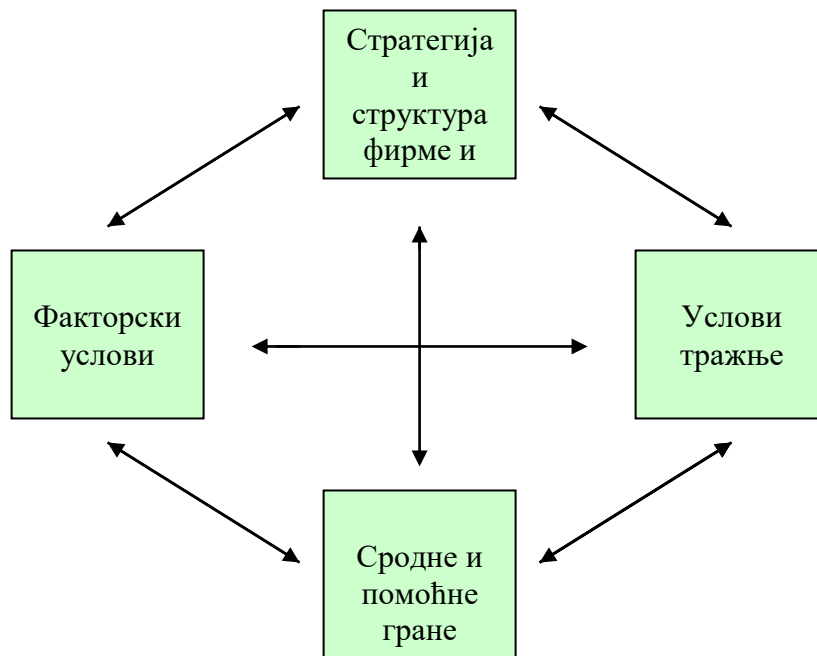 Стратегија
и
структура
фирме и
Факторски
услови
Услови
тражње
Сродне и
помоћне
гране